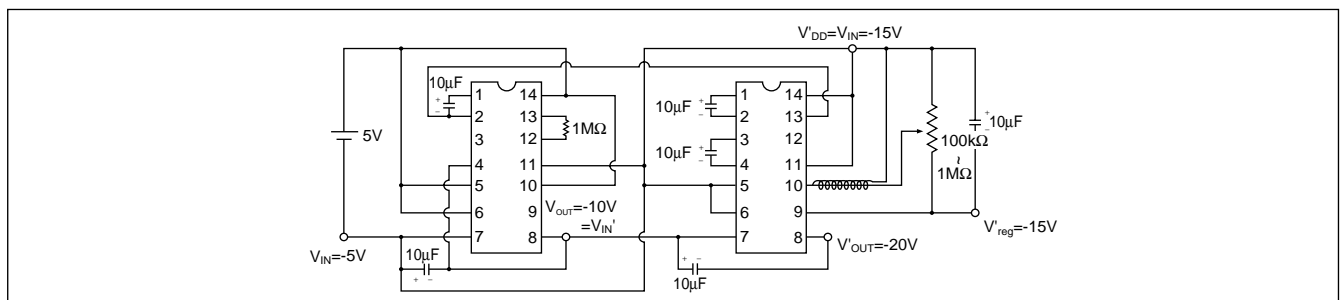 V'DD=VIN=-15V
10µF
+
–
1
2
3
4
5
6
7
14
13
12
11
10
9
8
1MΩ
5V
VOUT=-10V
=VIN'
VIN=-5V
10µF
+ –
10µF
+
–
10µF
+
–
1
2
3
4
5
6
7
14
13
12
11
10
9
8
100kΩ
~
1MΩ
+
10µF
–
V'reg=-15V
V'OUT=-20V
+ –
10µF